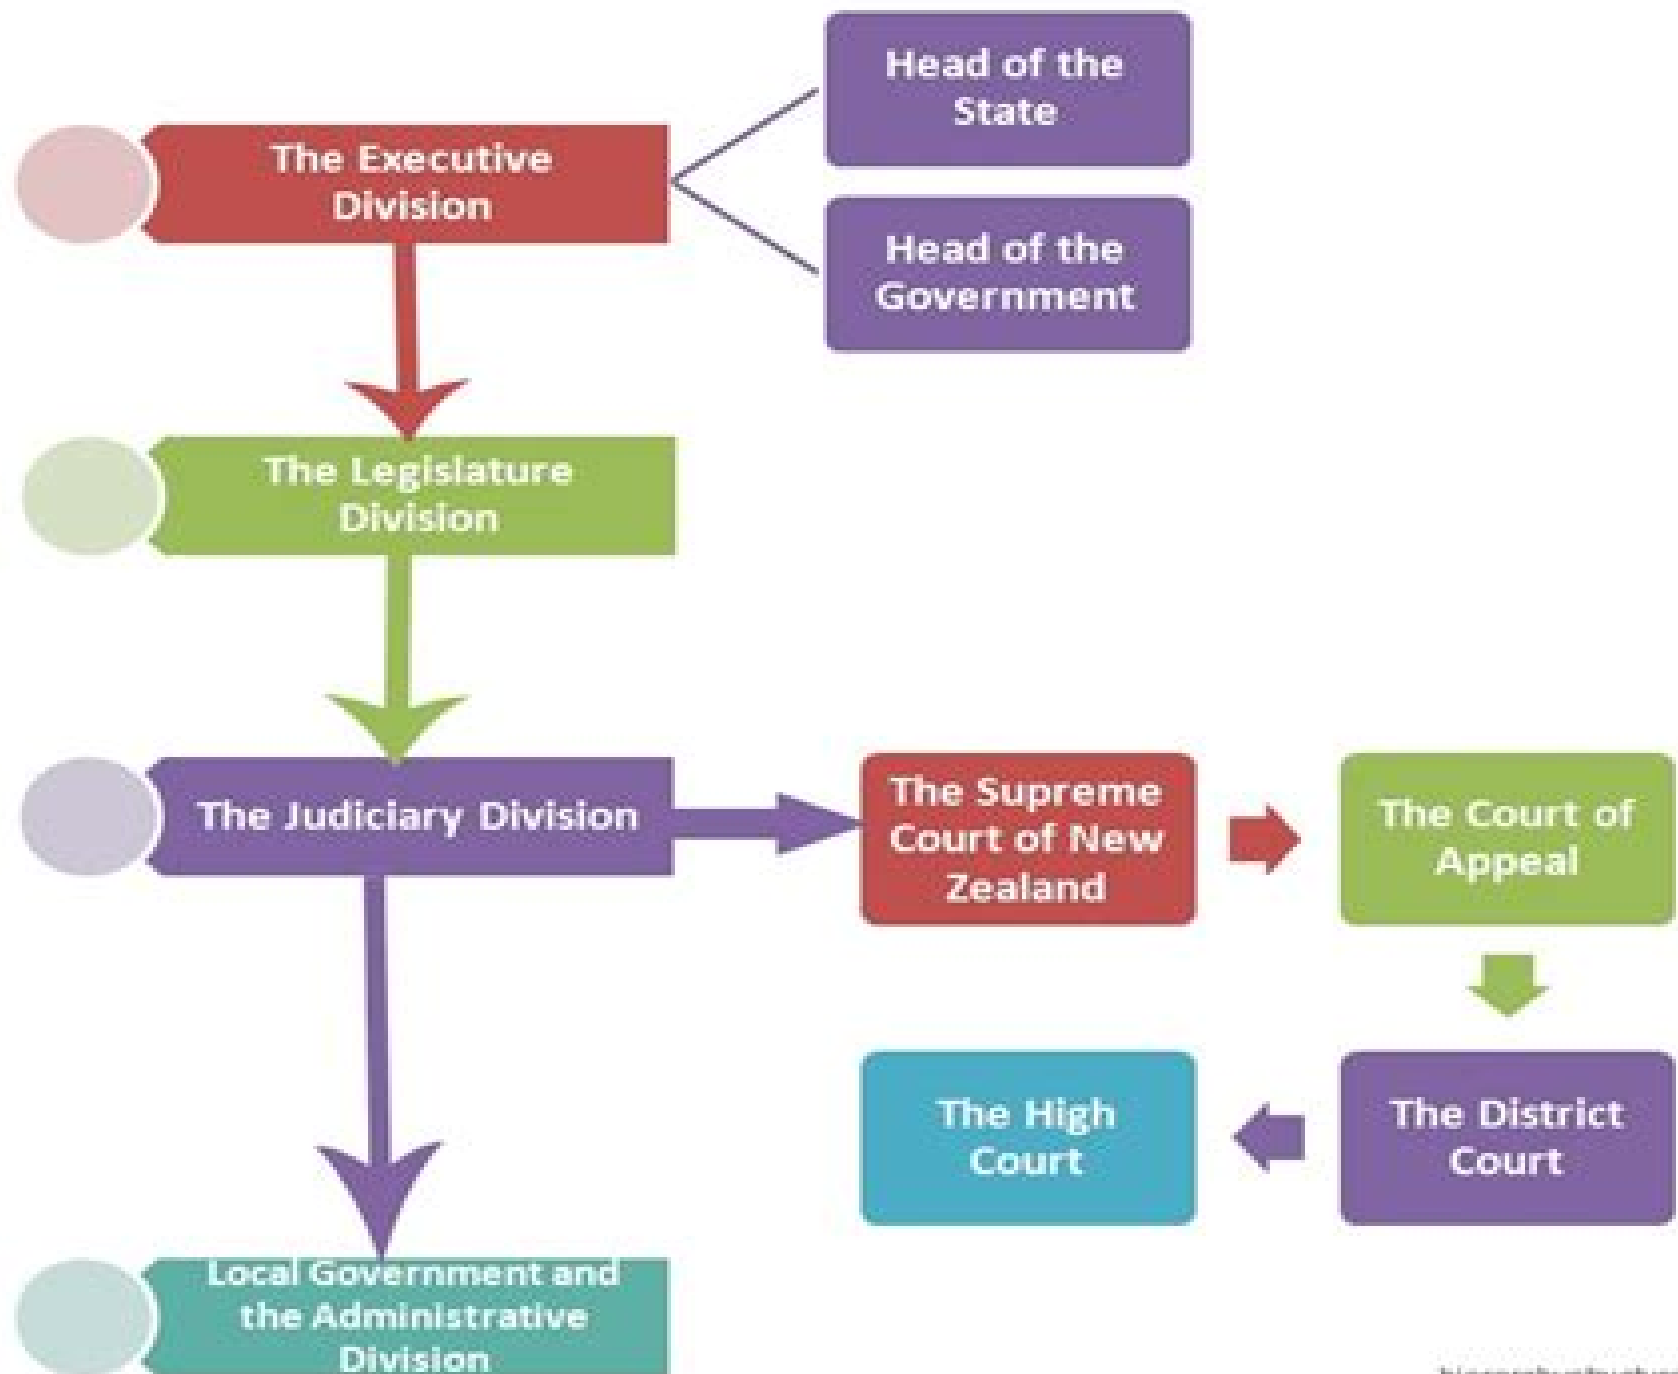 Head of the
State
The Executive
Division
Head of the
Government
The Legislature
Division
The Judiciary Division
The Supreme
Court of New
Zealand
The Court of
Appeal
The High
Court
The District
Court
Local Government and
the Administrative
Division